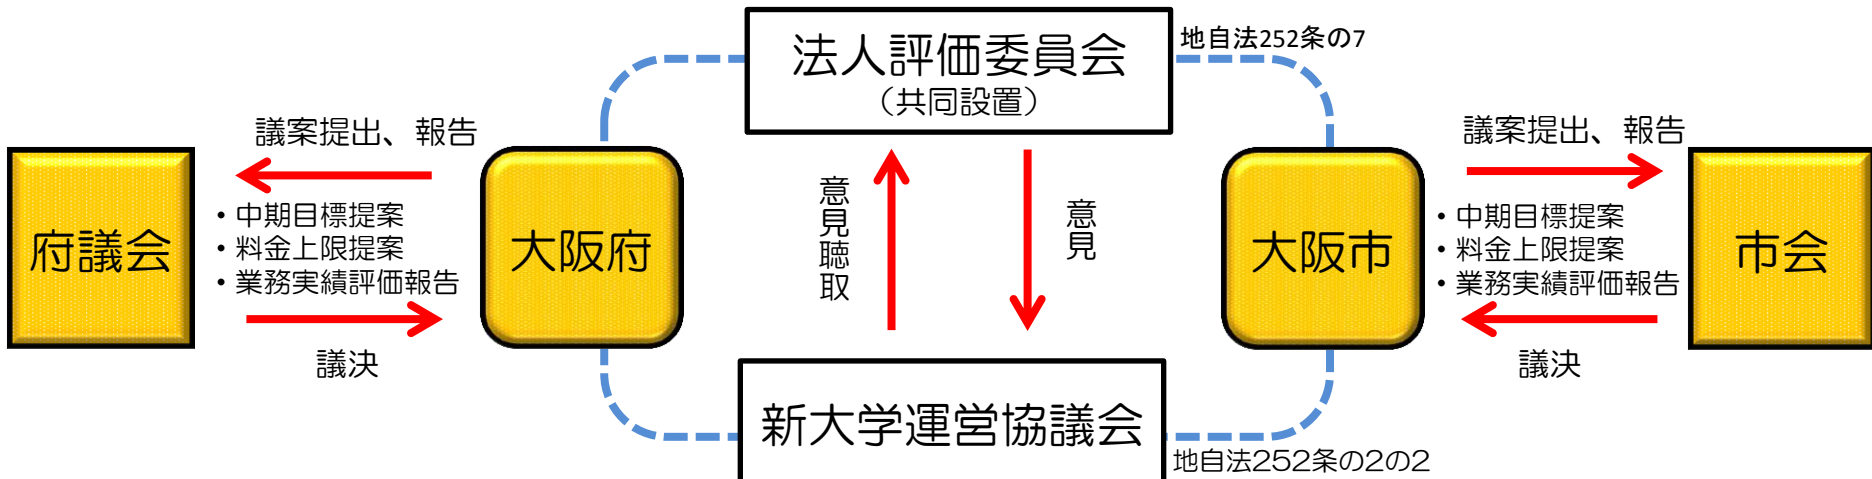 法人評価委員会
（共同設置）
地自法252条の7
議案提出、報告
・中期目標提案
・料金上限提案
・業務実績評価報告
議決
府議会
大阪府
意見聴取
意見
大阪市
議案提出、報告
・中期目標提案
・料金上限提案
・業務実績評価報告
議決
市会
新大学運営協議会
地自法252条の2の2